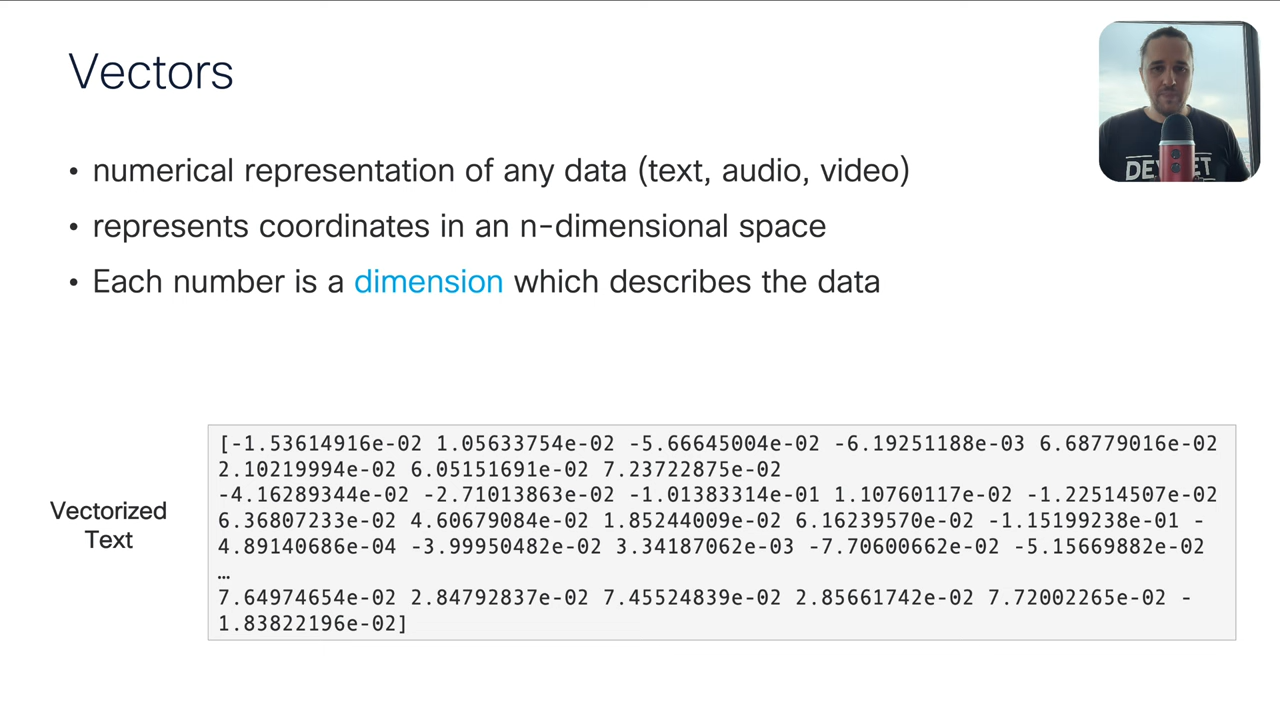 Vectors
• numerical representation of any data (text, audio, video)
• represents coordinates in an n-dimensional space
• Each number is a dimension which describes the data
Vectorized
Text
[-1.53614916e-02 1.05633754e-02 -5.66645004e-02 -6.19251188e-03 6.68779016e-02
2.10219994e-02 6.05151691e-02 7.23722875e-02
-4.16289344e-02 -2.71013863e-02 -1.01383314e-01 1.10760117e-02 -1.22514507e-02
6.36807233e-02 4.60679084e-02 1.85244009e-02 6.16239570e-02 -1.15199238e-01 -
4.89140686e-04 -3.99950482e-02 3.34187062e-03 -7.70600662e-02 -5.15669882e-02
…
7.64974654e-02 2.84792837e-02 7.45524839e-02 2.85661742e-02 7.72002265e-02 -
1.83822196e-02]